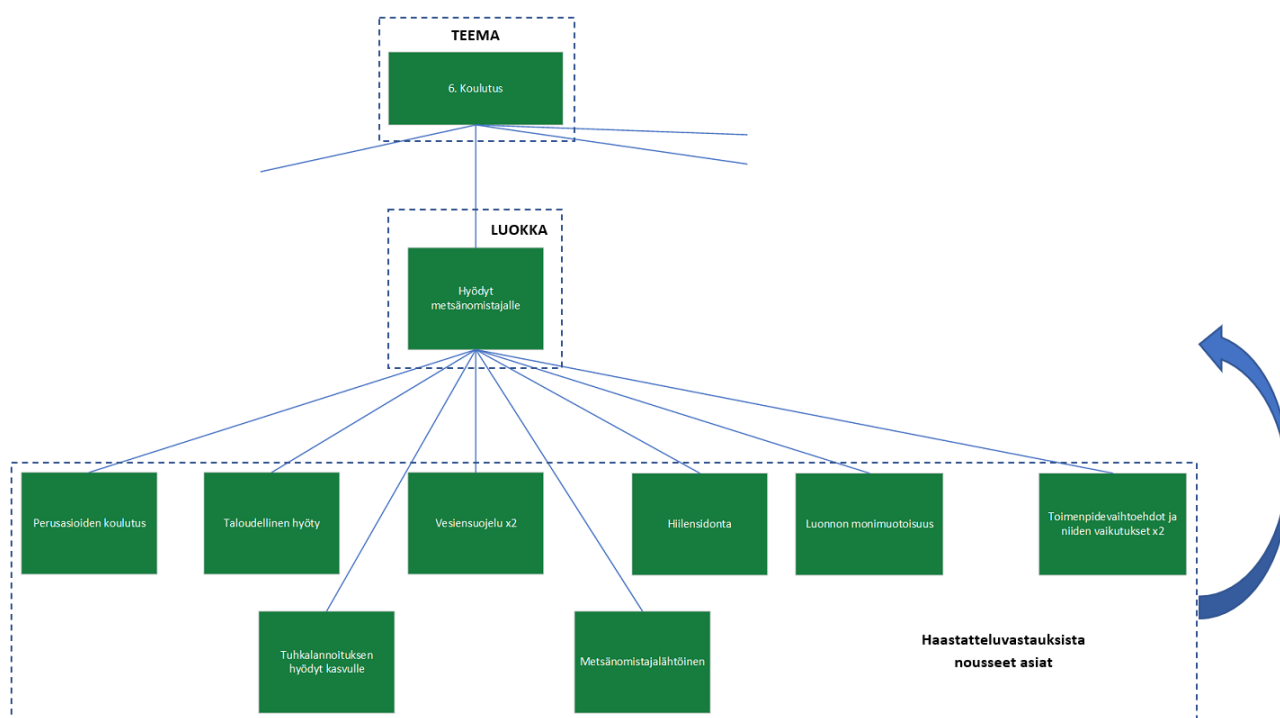 TEEMA
6. Koulutus
LUOKKA
Hyödyt
metsänomistajalle
Perusasioiden koulutus
Taloudellinen hyöty
Vesiensuojelu x2
Hiilensidonta
Luonnon monimuotoisuus
Toimenpidevaihtoehdot ja
niiden vaikutukset x2
Tuhkalannoituksen
hyödyt kasvulle
Metsänomistajalähtöinen
Haastatteluvastauksista
nousseet asiat